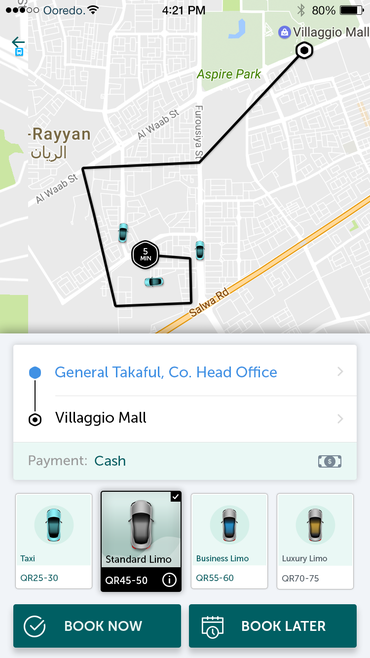 Ooredo.
4:21 PM
80%
Villaggio Mall
Aspire Park
Al Waab St
Furousiya S
-Rayyan
الريان
Al Waab St
5
MIN
Salwa Rd
General Takaful, Co. Head Office
Villaggio Mall
Payment: Cash
Taxi
QR25-30
Standard Limo
QR45-50
Business Limo
QR55-60
Luxury Limo
QR70-75
BOOK NOW
BOOK LATER